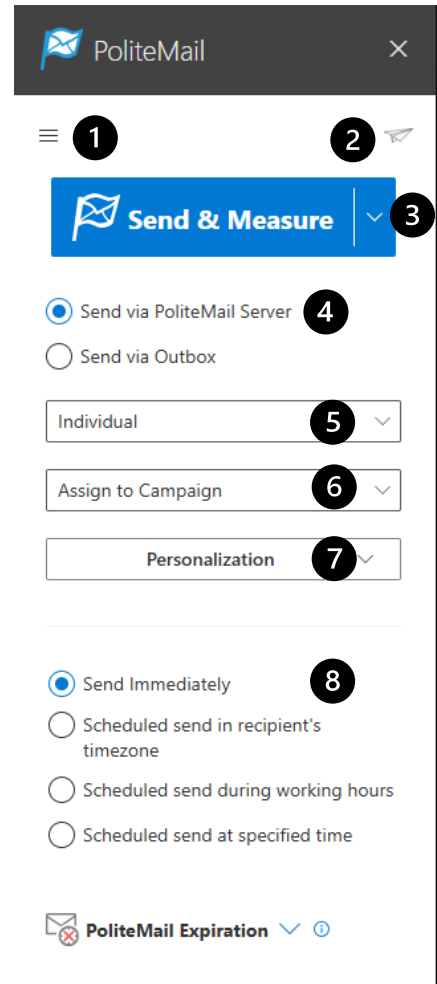 PoliteMail
1
2
Send & Measure
3
Send via PoliteMail Server
4
Send via Outbox
Individual
5
Assign to Campaign
6
Personalization
7
Send Immediately
8
Scheduled send in recipient's
timezone
Scheduled send during working hours
Scheduled send at specified time
PoliteMail Expiration